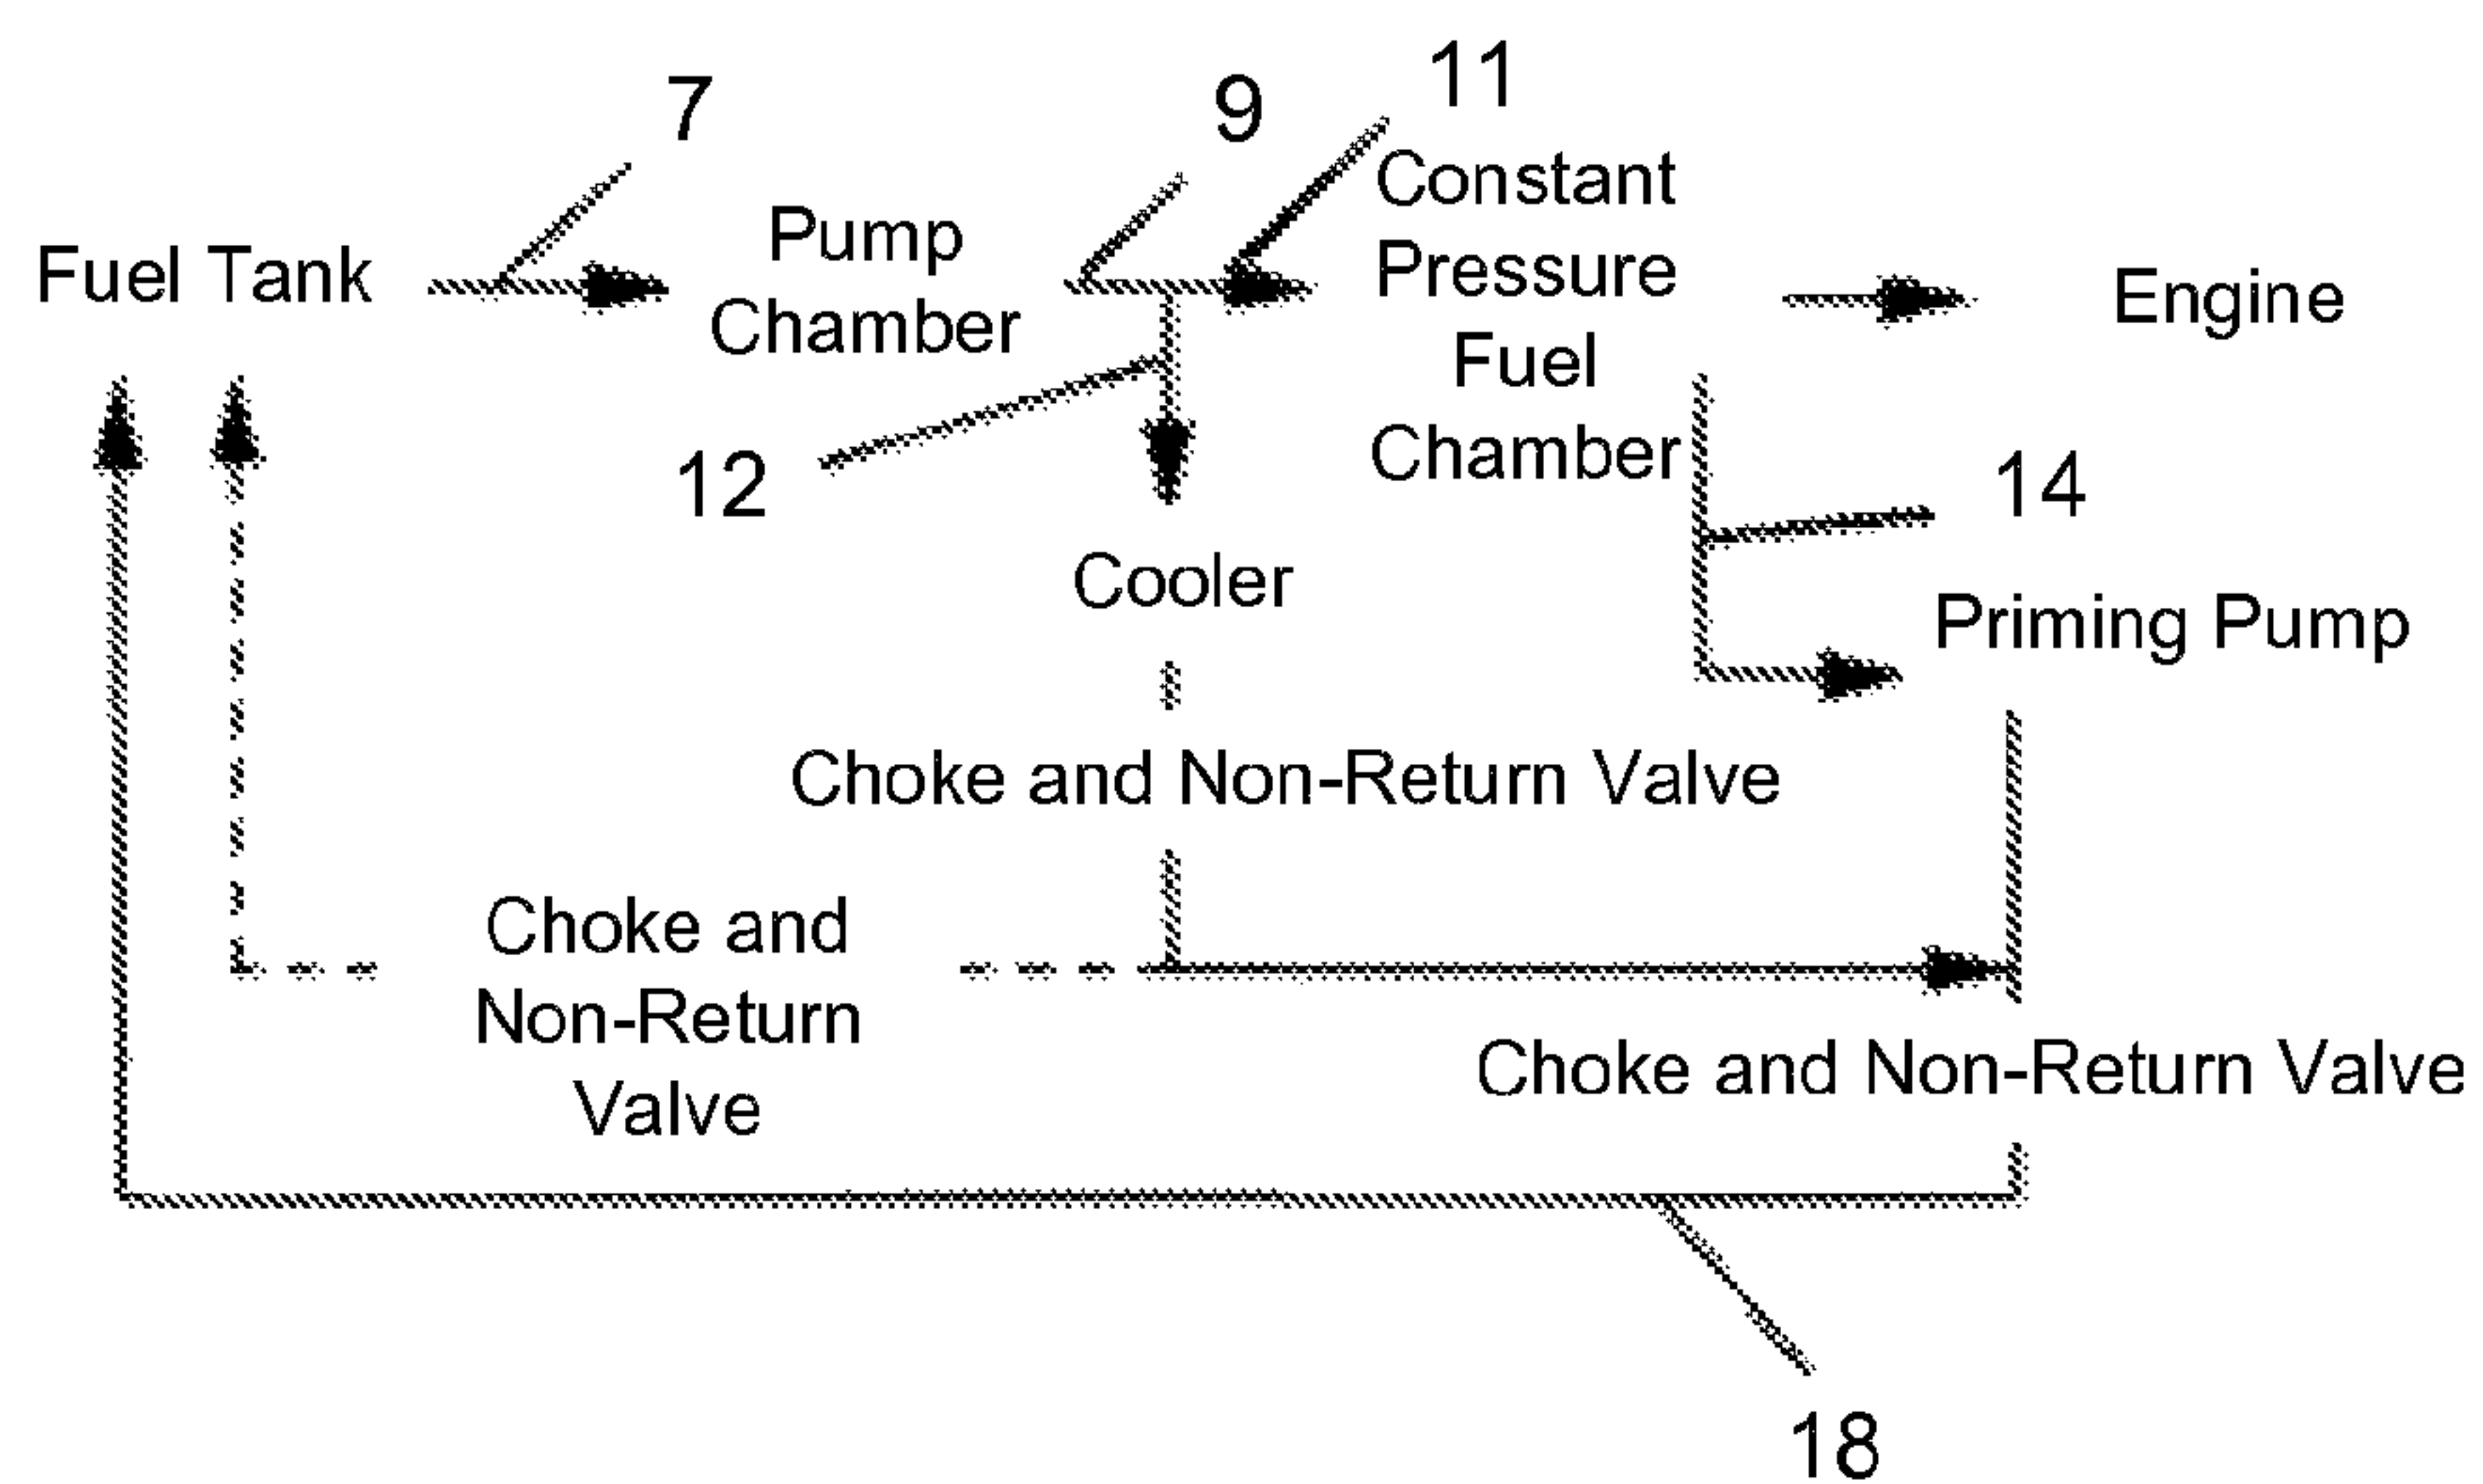 7
9
11
Fuel Tank
Pump
Chamber
Constant
Pressure
Fuel
Chamber
Engine
12
14
Cooler
Priming Pump
Choke and Non-Return Valve
Choke and
Non-Return
Valve
Choke and Non-Return Valve
18